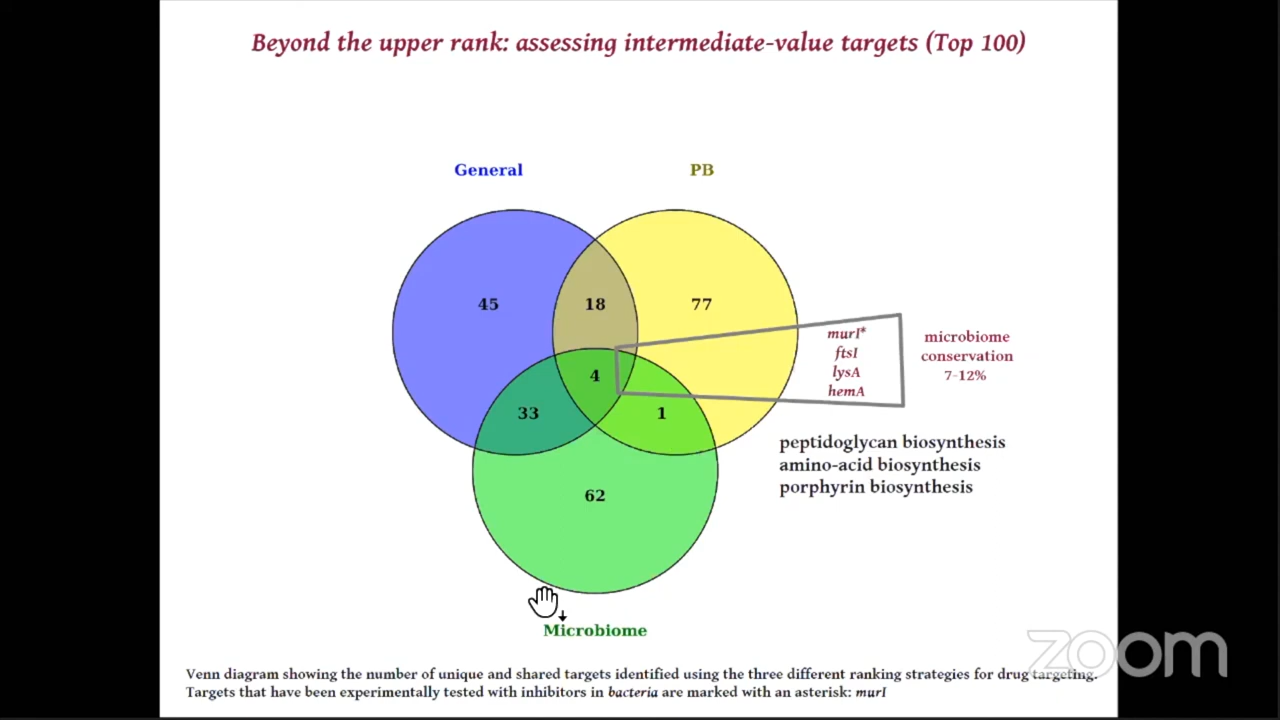 Beyond the upper rank: assessing intermediate-value targets (Top 100)
General
PB
45
18
77
4
33
1
62
murI*
ftsI
lysA
hemA
microbiome
conservation
7-12%
peptidoglycan biosynthesis
amino-acid biosynthesis
porphyrin biosynthesis
Microbiome
zoom
Venn diagram showing the number of unique and shared targets identified using the three different ranking strategies for drug targeting.
Targets that have been experimentally tested with inhibitors in bacteria are marked with an asterisk: murI